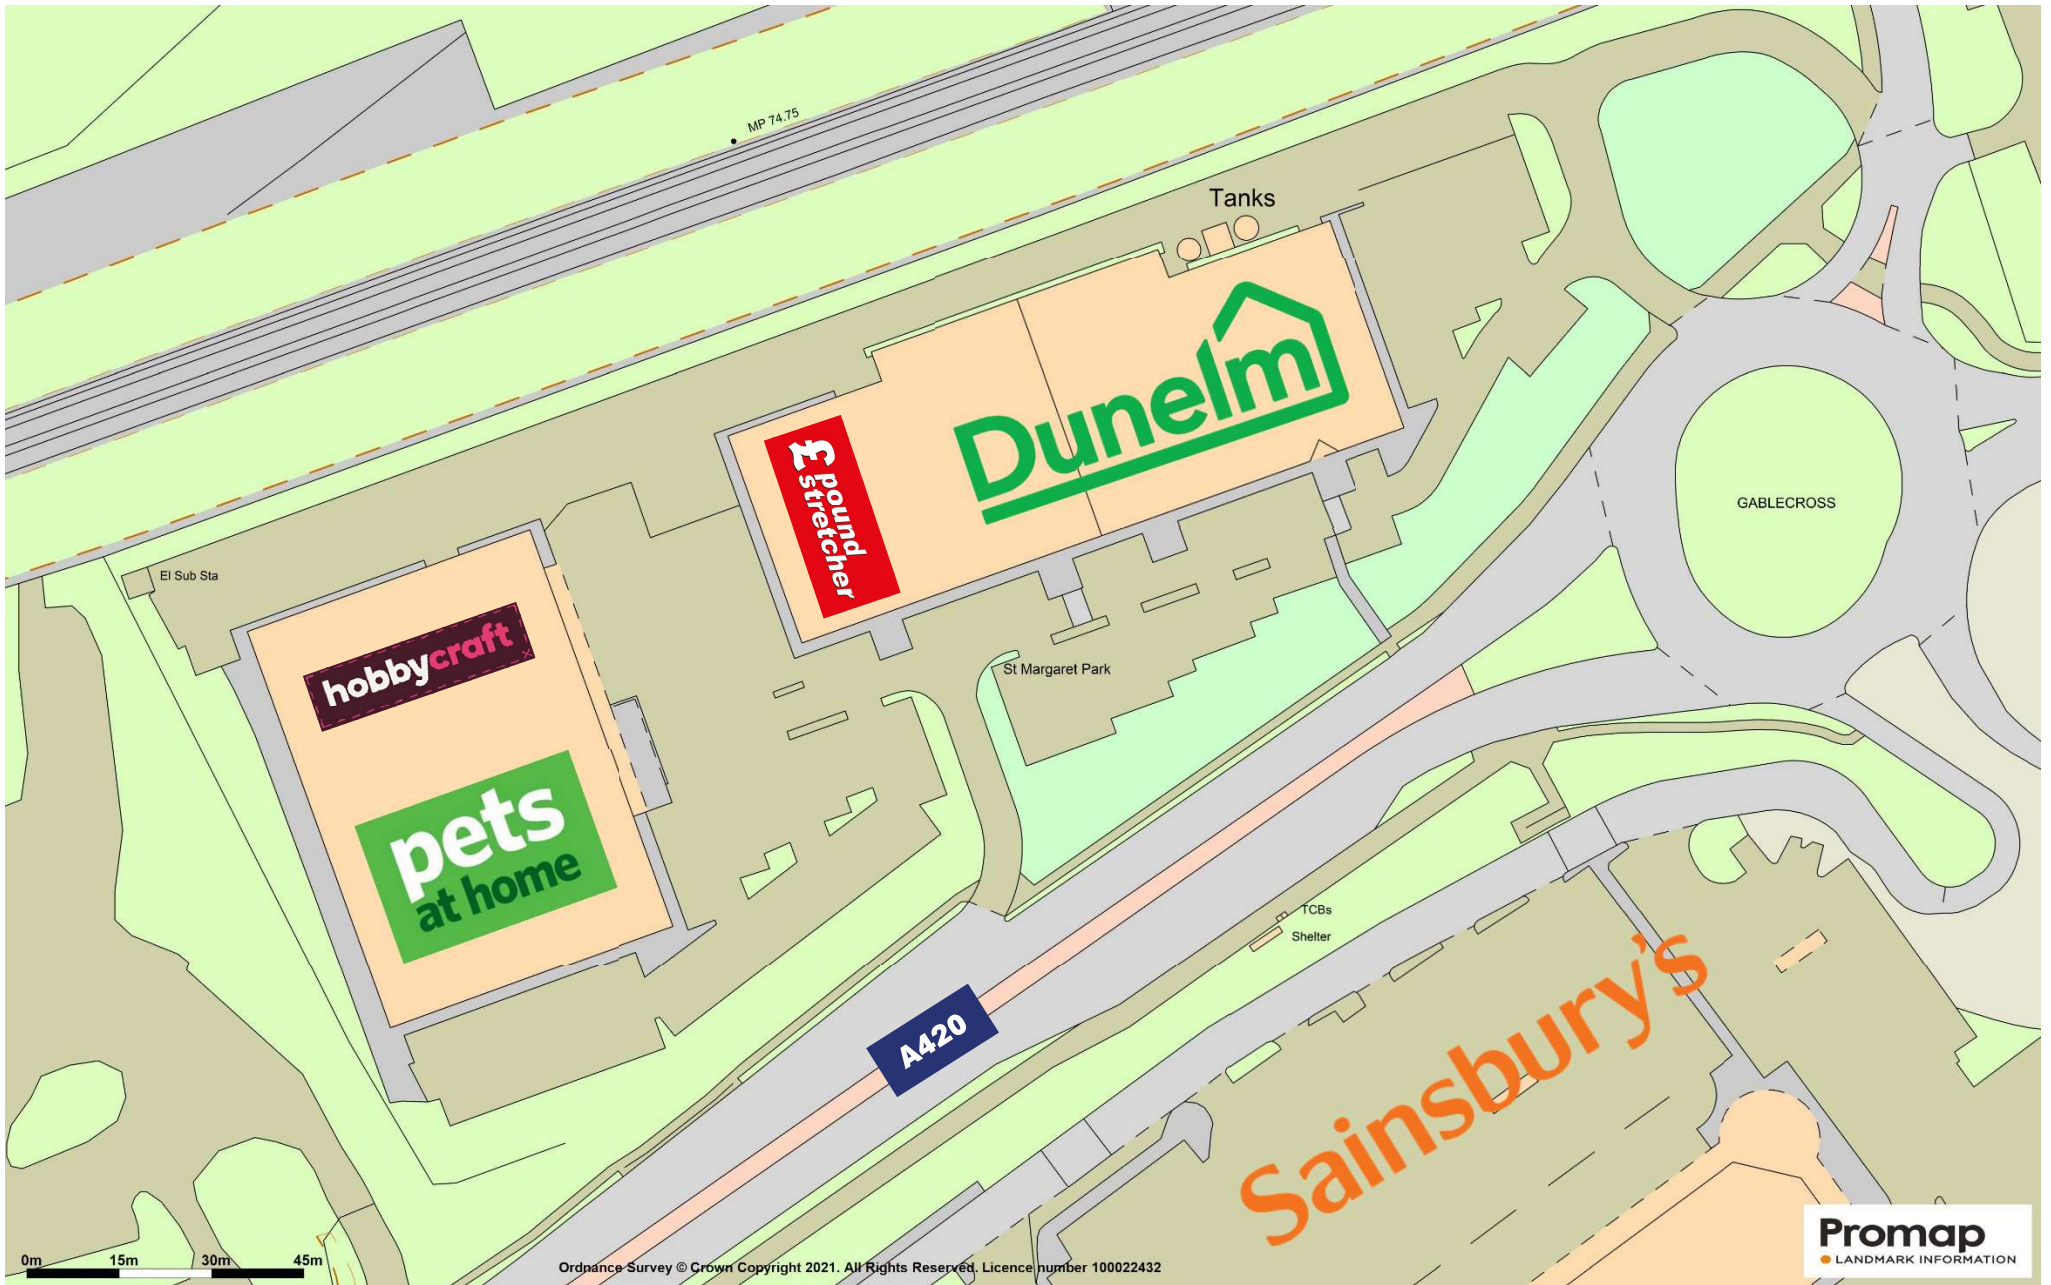 MP 74.75
Tanks
Dunelm
GABLECROSS
£ pound
stretcher
El Sub Sta
hobbycraft
St Margaret Park
pets
at home
TCBs
Shelter
Sainsbury's
A420
Promap
LANDMARK INFORMATION
0m 15m 30m 45m
Ordnance Survey © Crown Copyright 2021. All Rights Reserved. Licence number 100022432